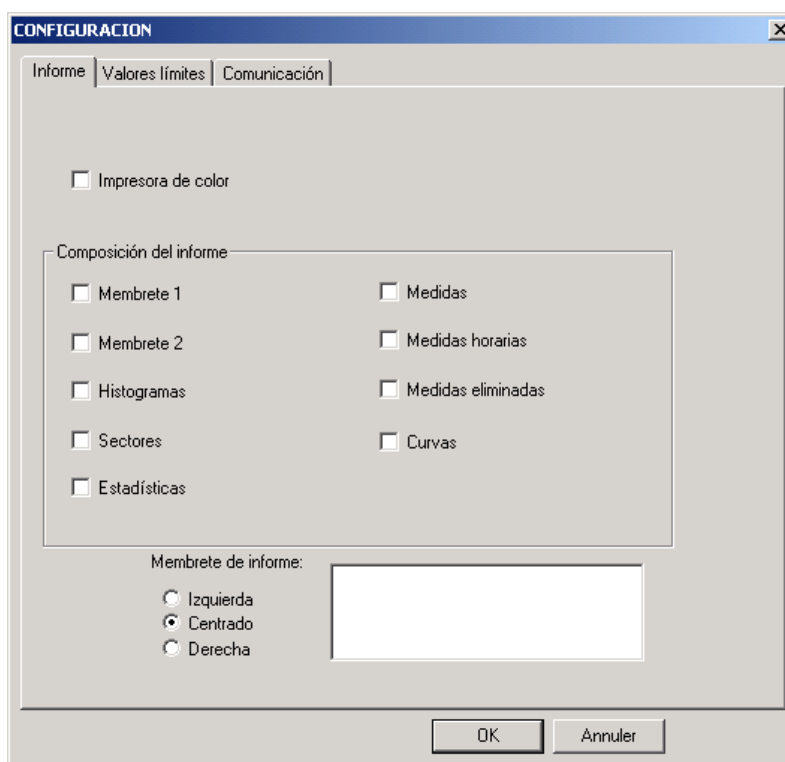 CONFIGURACION
Informe Valores límites Comunicación
Impresora de color
Composición del informe
Membrete 1 Medidas
Membrete 2 Medidas horarias
Histogramas Medidas eliminadas
Sectores Curvas
Estadísticas
Membrete de informe:
Izquierda
Centrado
Derecha
OK Annuler